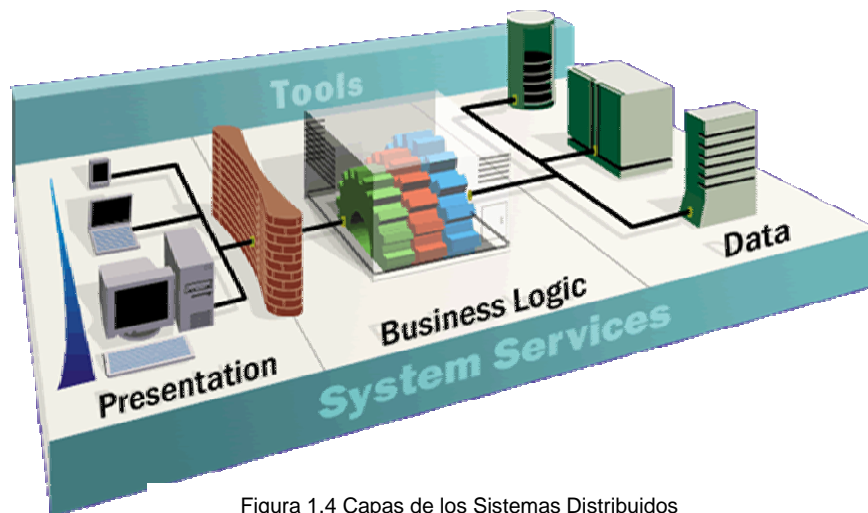 Tools
Data
Business Logic
Presentation
System Services
Figura 1.4 Capas de los Sistemas Distribuidos